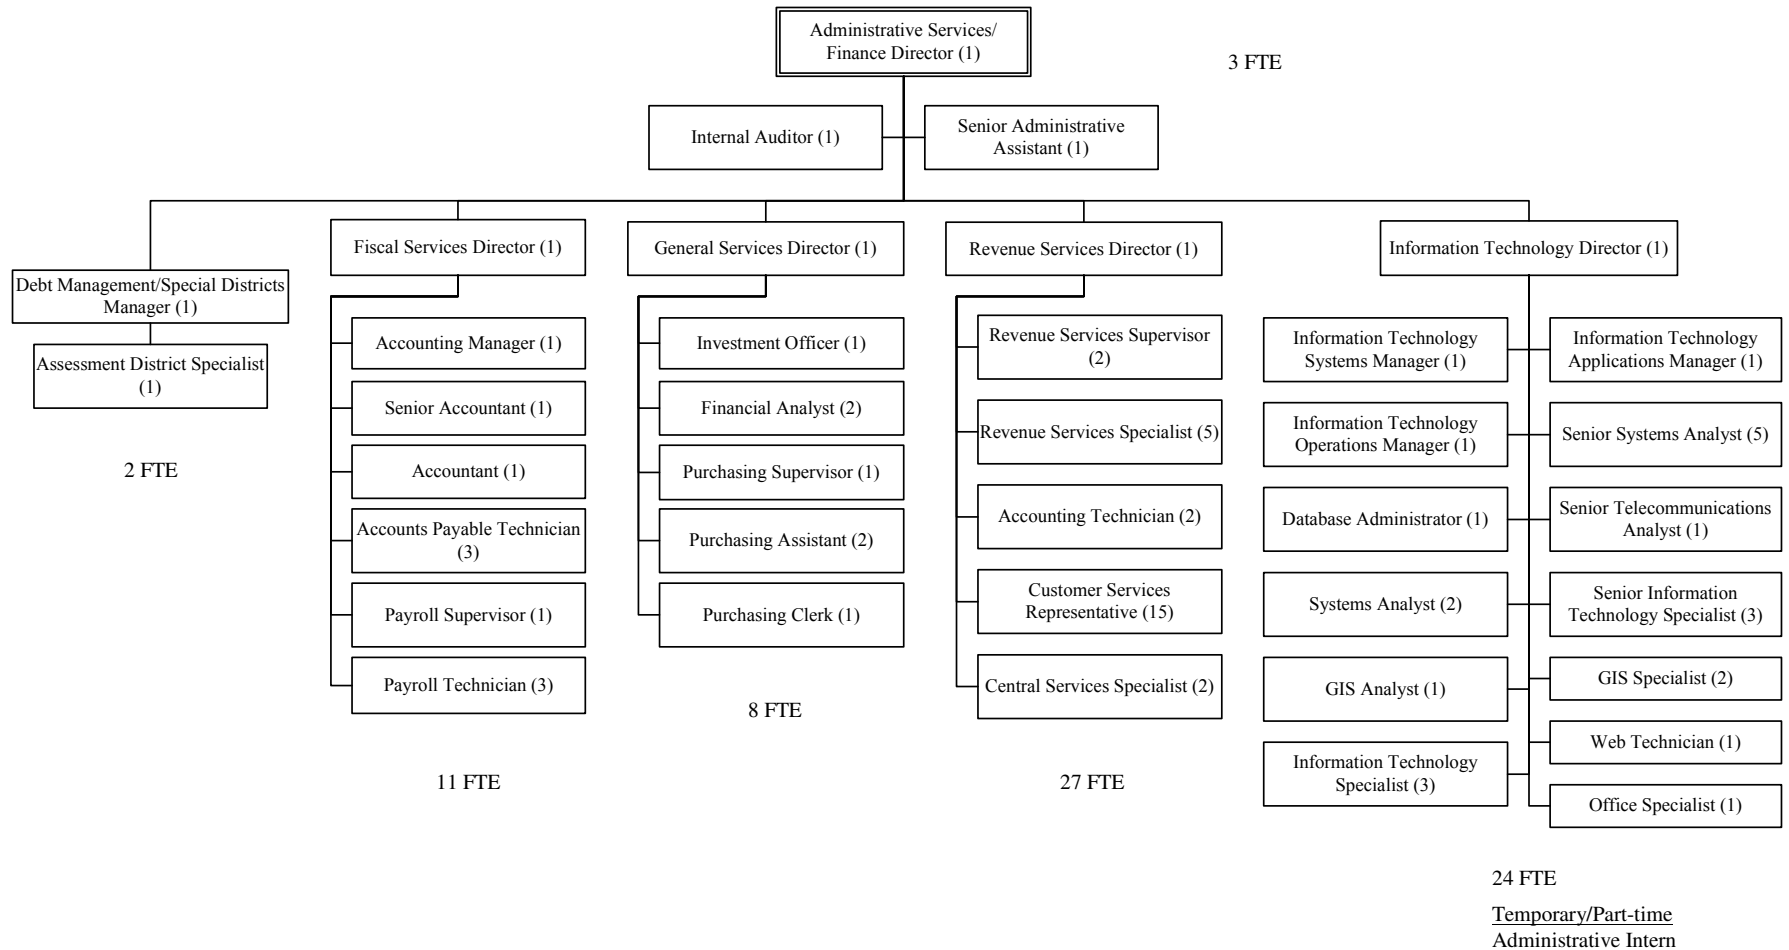 Administrative Services/
Finance Director (1)
3 FTE
Internal Auditor (1)
Senior Administrative
Assistant (1)
Debt Management/Special Districts
Manager (1)
Assessment District Specialist
(1)
2 FTE
Fiscal Services Director (1)
Accounting Manager (1)
Senior Accountant (1)
Accountant (1)
Accounts Payable Technician
(3)
Payroll Supervisor (1)
Payroll Technician (3)
11 FTE
General Services Director (1)
Investment Officer (1)
Financial Analyst (2)
Purchasing Supervisor (1)
Purchasing Assistant (2)
Purchasing Clerk (1)
8 FTE
Revenue Services Director (1)
Revenue Services Supervisor
(2)
Revenue Services Specialist (5)
Accounting Technician (2)
Customer Services
Representative (15)
Central Services Specialist (2)
27 FTE
Information Technology Director (1)
Information Technology
Systems Manager (1)
Information Technology
Applications Manager (1)
Information Technology
Operations Manager (1)
Senior Systems Analyst (5)
Database Administrator (1)
Senior Telecommunications
Analyst (1)
Systems Analyst (2)
Senior Information
Technology Specialist (3)
GIS Analyst (1)
GIS Specialist (2)
Web Technician (1)
Information Technology
Specialist (3)
Office Specialist (1)
24 FTE
Temporary/Part-time
Administrative Intern